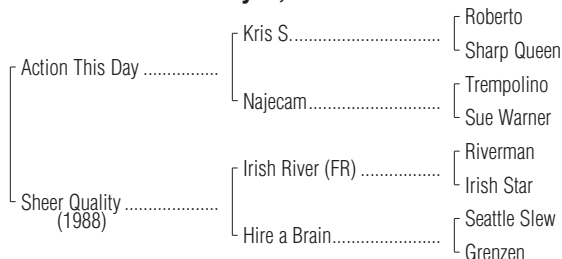 Roberto
Kris S.
Sharp Queen
Action This Day
Trempolino
Najecam
Sue Warner
Riverman
Irish River (FR)
Irish Star
Sheer Quality
(1988)
Seattle Slew
Hire a Brain
Grenzen